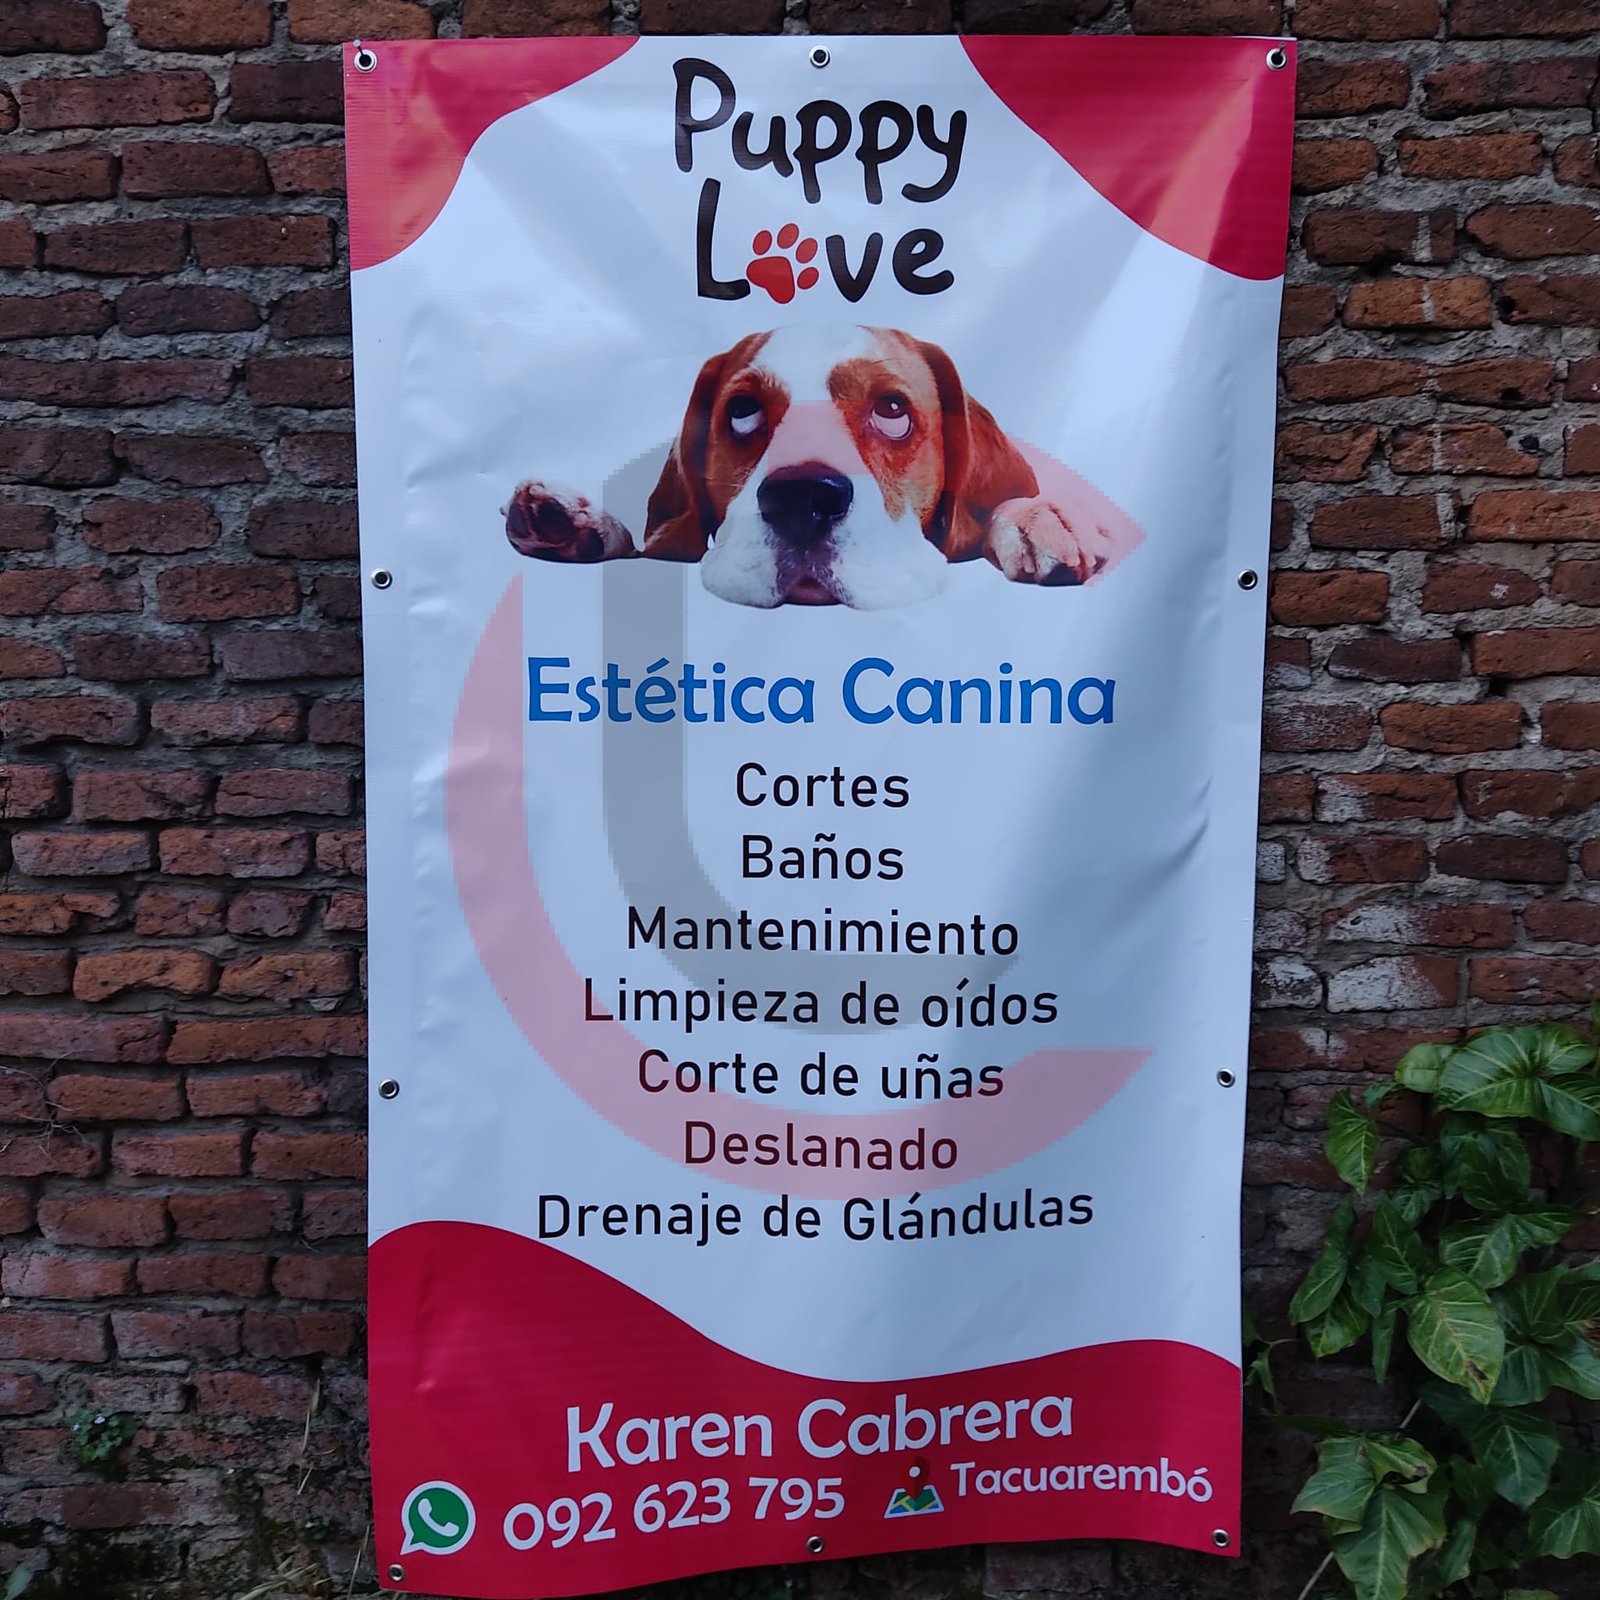 Puppy
Love
Estética Canina
Cortes
Baños
Mantenimiento
Limpieza de oídos
Corte de uñas
Deslanado
Drenaje de Glándulas
Karen Cabrera
092 623 795
Tacuarembó